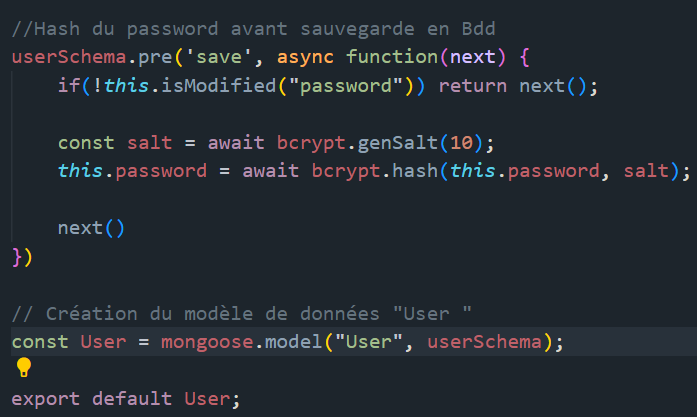 //Hash du password avant sauvegarde en Bdd
userSchema.pre('save', async function(next) {
    if(!this.isModified("password")) return next();
    const salt = await bcrypt.genSalt(10);
    this.password = await bcrypt.hash(this.password, salt);
    next()
})
// Création du modèle de données "User "
const User = mongoose.model("User", userSchema);
export default User;